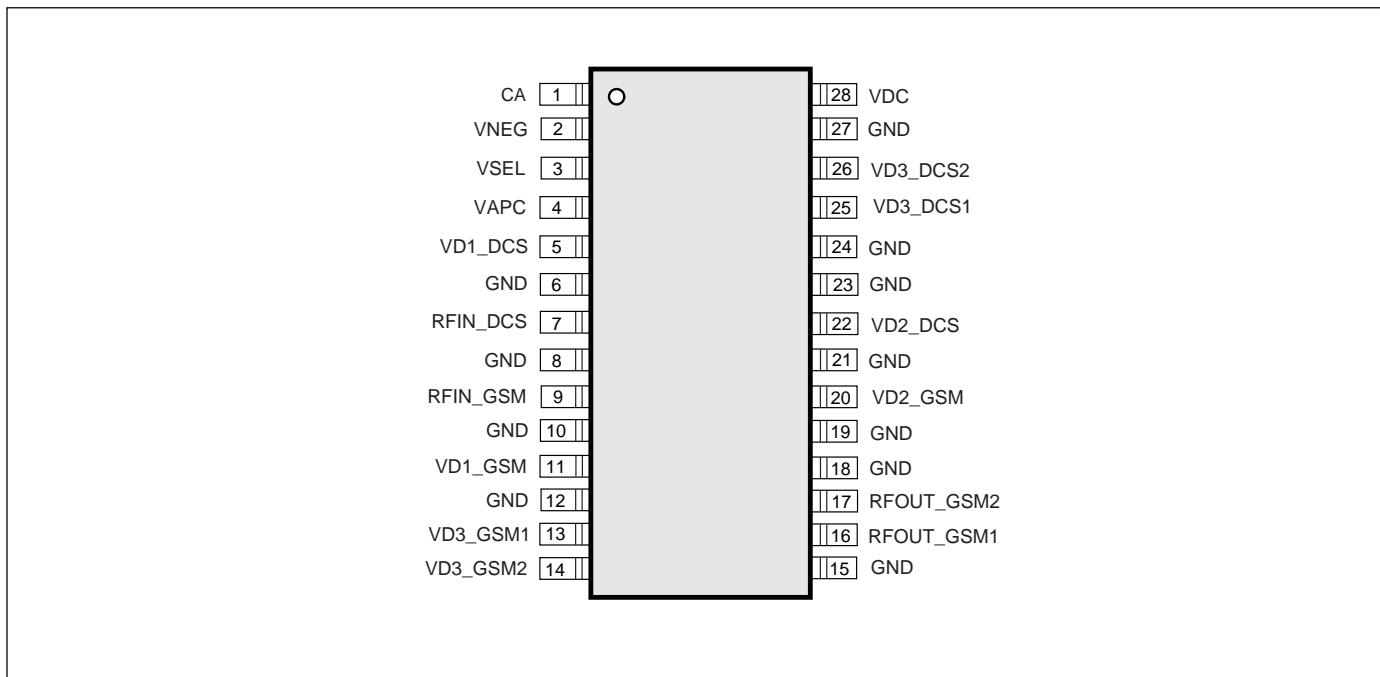 CA 1 28 VDC
VNEG 2 27 GND
VSEL 3 26 VD3_DCS2
VAPC 4 25 VD3_DCS1
VD1_DCS 5 24 GND
GND 6 23 GND
RFIN_DCS 7 22 VD2_DCS
GND 8 21 GND
RFIN_GSM 9 20 VD2_GSM
GND 10 19 GND
VD1_GSM 11 18 GND
GND 12 17 RFOUT_GSM2
VD3_GSM1 13 16 RFOUT_GSM1
VD3_GSM2 14 15 GND